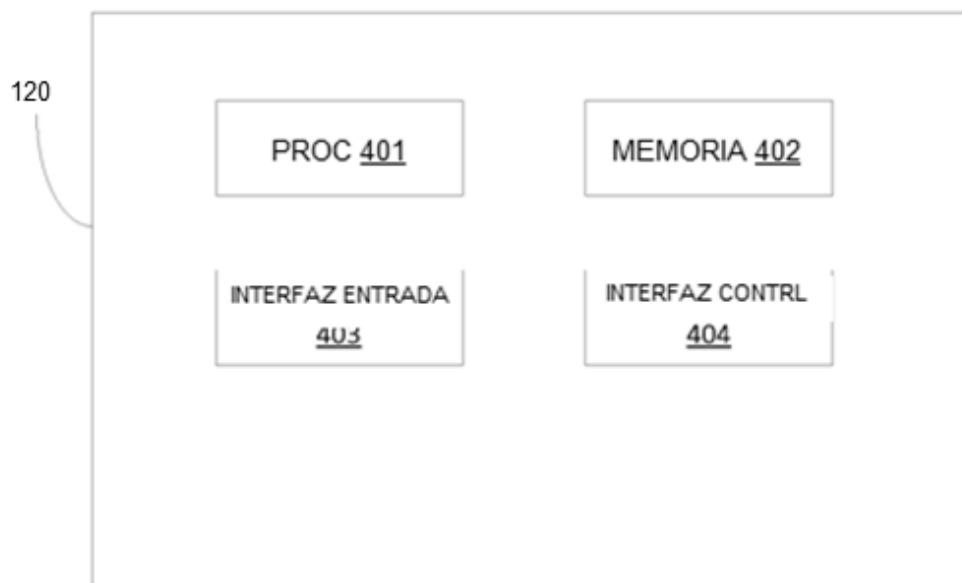 120
PROC 401
MEMORIA 402
INTERFAZ ENTRADA
403
INTERFAZ CONTRL
404